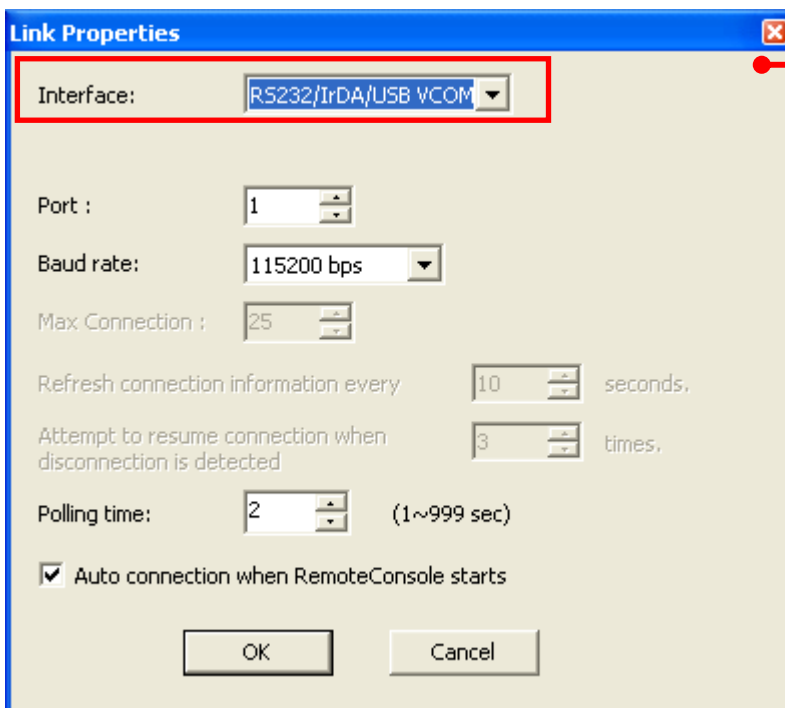 Link Properties
Interface: RS232/IrDA/USB VCOM
Port : 1
Baud rate: 115200 bps
Max Connection : 25
Refresh connection information every 10 seconds.
Attempt to resume connection when
disconnection is detected 3 times.
Polling time: 2 (1~999 sec)
Auto connection when RemoteConsole starts
OK Cancel